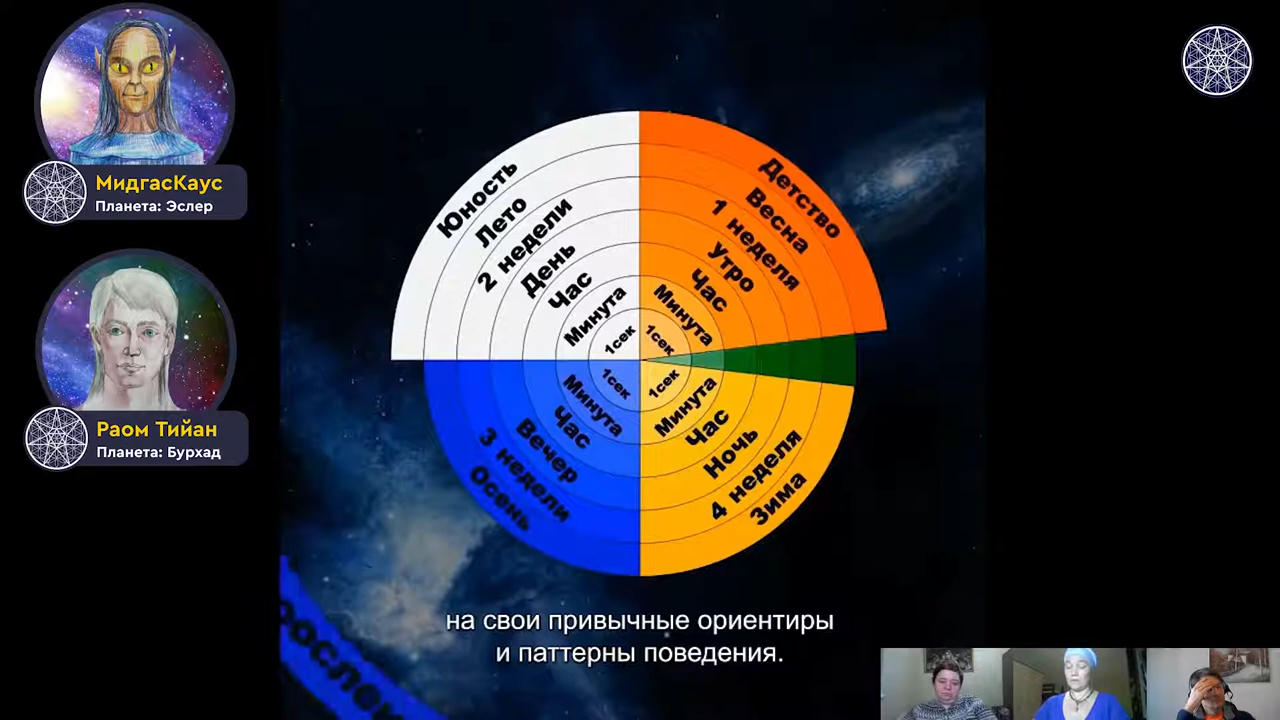 МидгасКаус
Планета: Эслер
Раом Тийан
Планета: Бурхад
Юность
Лето
2 недели
День
Час
Минута
1сек
Детство
Весна
1 неделя
Утро
Час
Минута
1сек
1сек
Минута
Час
Вечер
3 недели
Осень
1сек
Минута
Час
Ночь
4 неделя
Зима
на свои привычные ориентиры
и паттерны поведения.